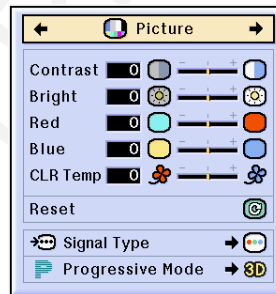 Picture
Contrast 0 - +
Bright 0 - +
Red 0 - +
Blue 0 - +
CLR Temp 0 - +
Reset
Signal Type
P Progressive Mode 3D